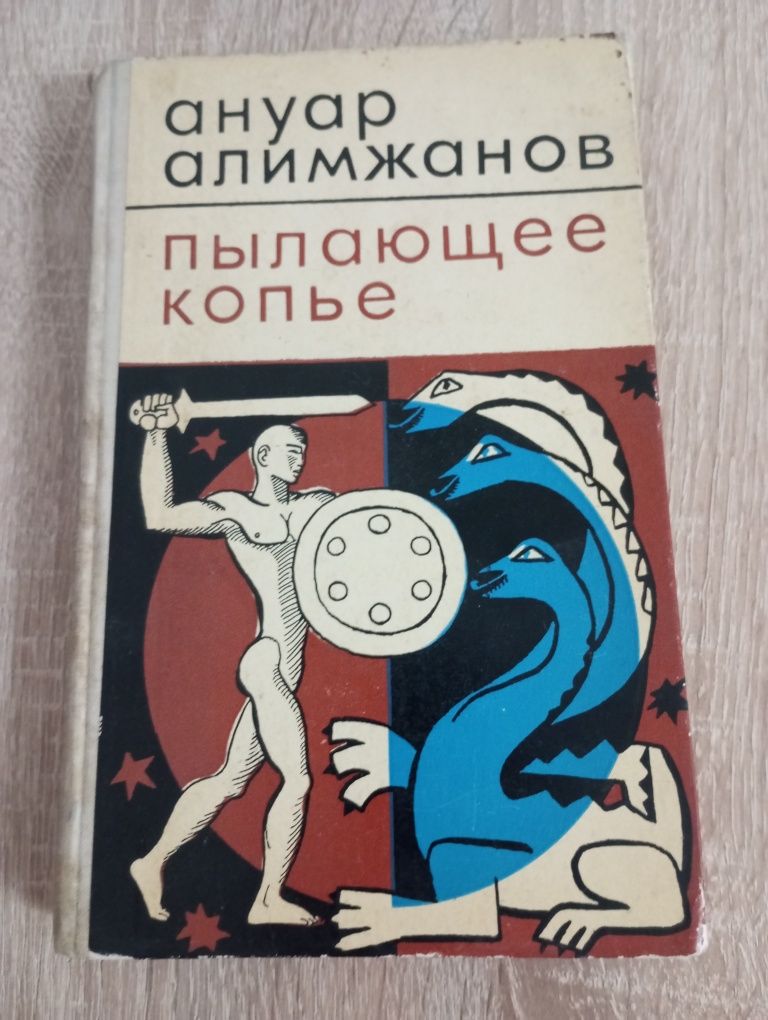 ануар
алимжанов
пылающее
копье